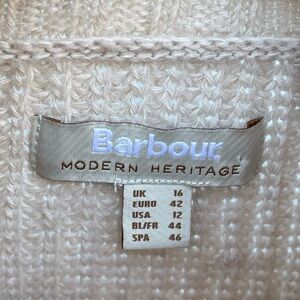 Barbour
MODERN HERITAGE
UK 16
EURO 42
USA 12
BL/FR 44
SPA 46